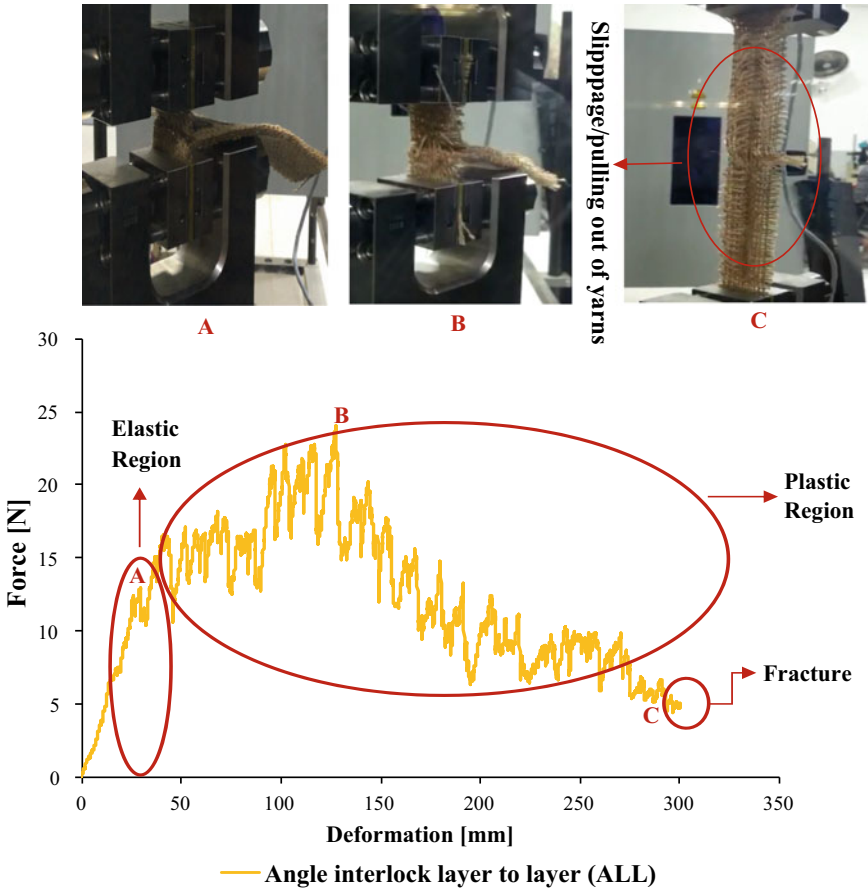 Slipppage/pulling out of yarns
A
B
C
30
25
20
15
10
5
0
Force [N]
Elastic
Region
A
B
Plastic
Region
C
Fracture
0
50
100
150
200
250
300
350
Deformation [mm]
Angle interlock layer to layer (ALL)